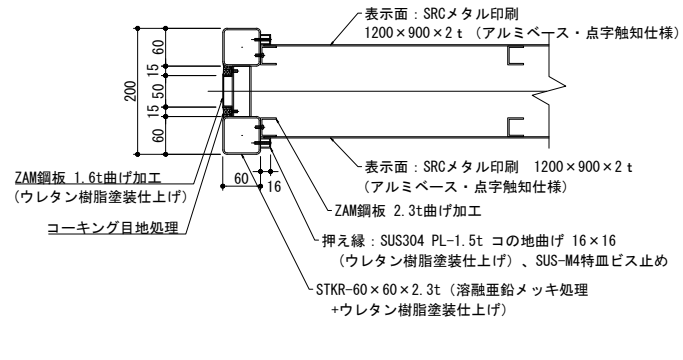 表示面：SRCメタル印刷
1200×900×2ｔ（アルミベース・点字触知仕様）
60
15
50
15
60
200
60
16
表示面：SRCメタル印刷　1200×900×2ｔ
（アルミベース・点字触知仕様）
ZAM鋼板 1.6t曲げ加工
（ウレタン樹脂塗装仕上げ）
コーキング目地処理
ZAM鋼板 2.3t曲げ加工
押え縁：SUS304 PL-1.5t コの地曲げ 16×16
（ウレタン樹脂塗装仕上げ）、SUS-M4特皿ビス止め
STKR-60×60×2.3t（溶融亜鉛メッキ処理
+ウレタン樹脂塗装仕上げ）